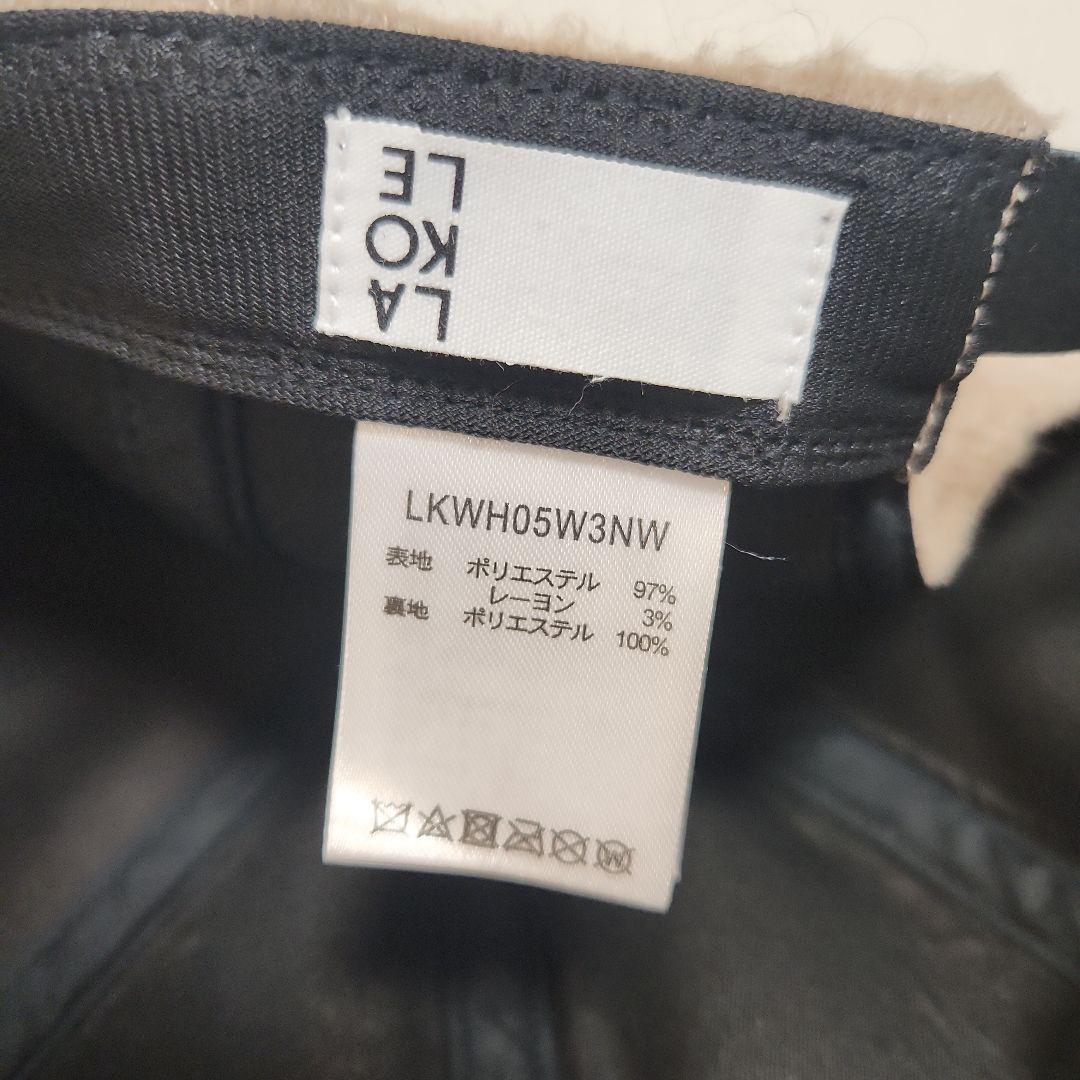 LA
KO
LE
LKWH05W3NW
表地 ポリエステル 97%
レーヨン 3%
裏地 ポリエステル 100%
W